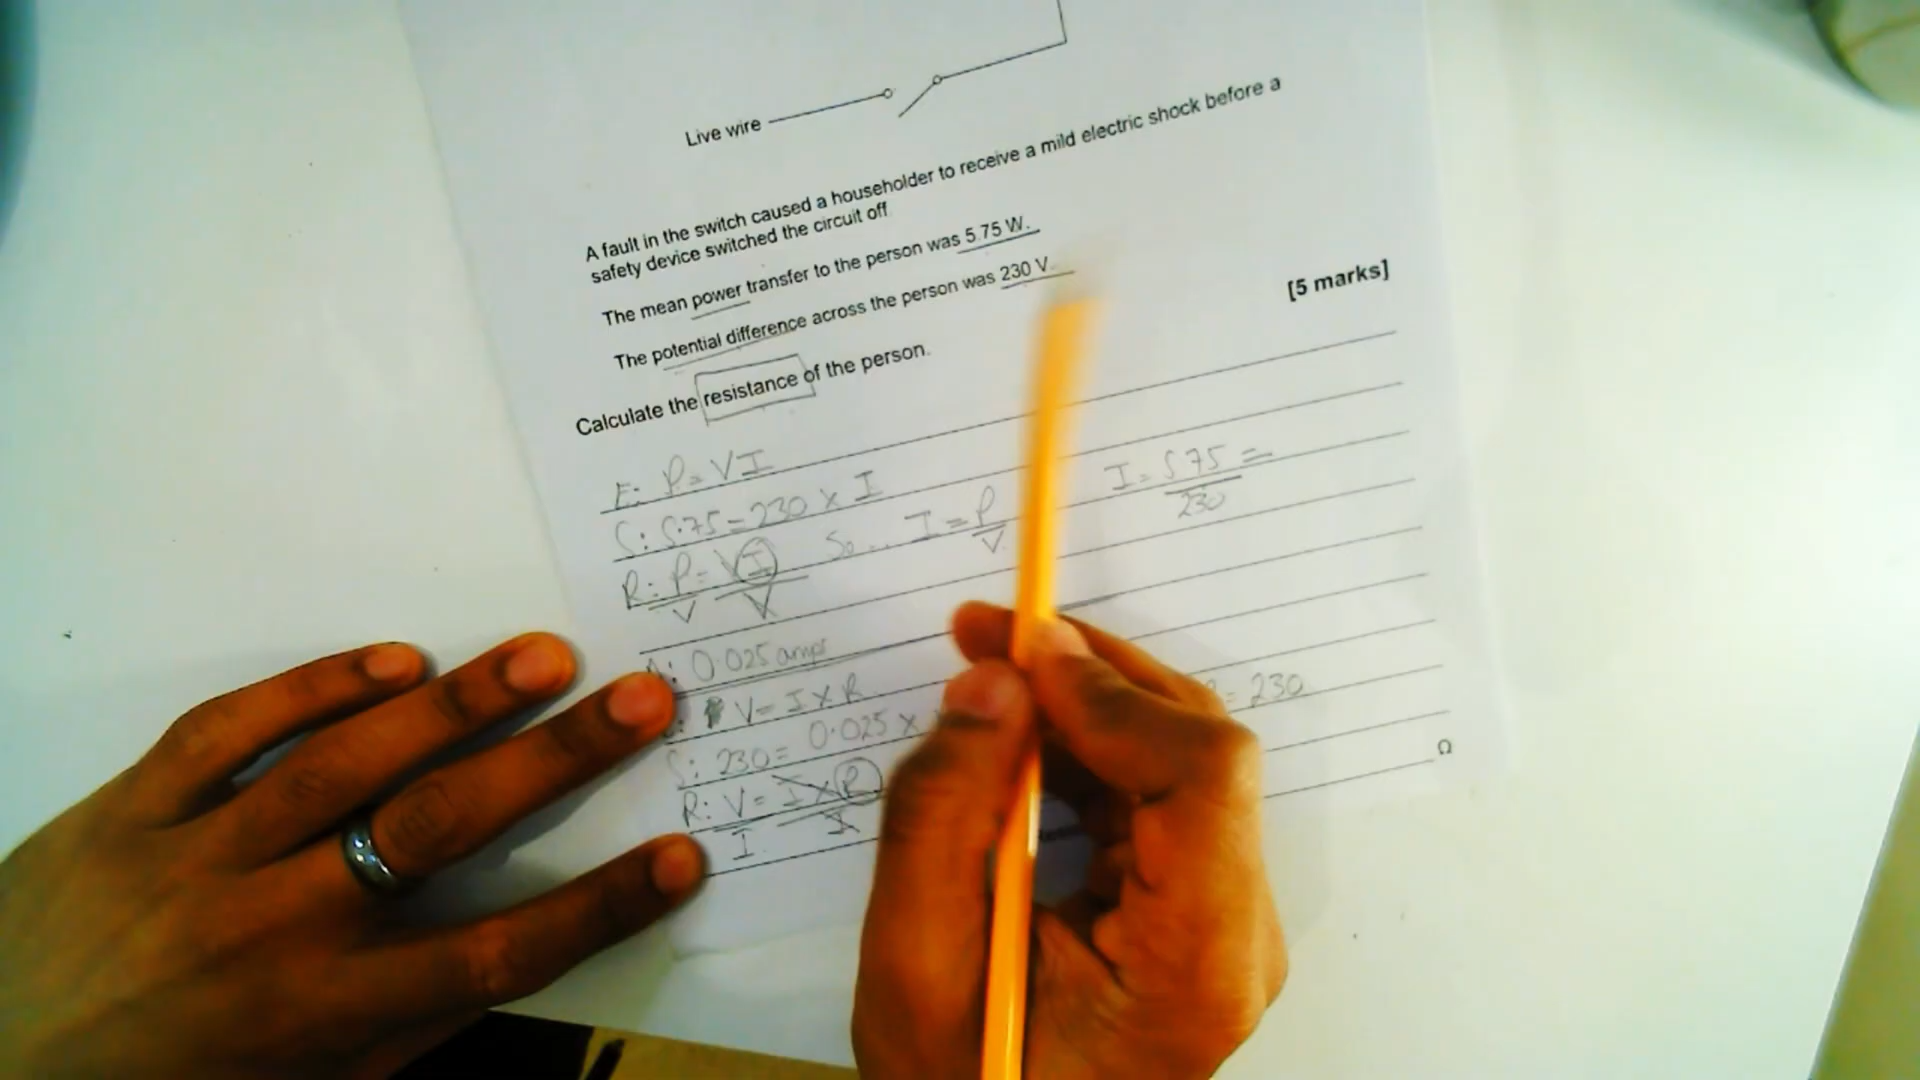 Live wire
A fault in the switch caused a householder to receive a mild electric shock before a
safety device switched the circuit off
The mean power transfer to the person was 5.75 W.
The potential difference across the person was 230 V.
[5 marks]
Calculate the resistance of the person.
E: P = VI
S: 5.75 = 230 × I
R: P = VI So... I = P I = 5.75 =
V V V 230
A: 0.025 amps
V = I × R
S: 230 = 0.025 × = 230
R: V = I × R
I I
Ω